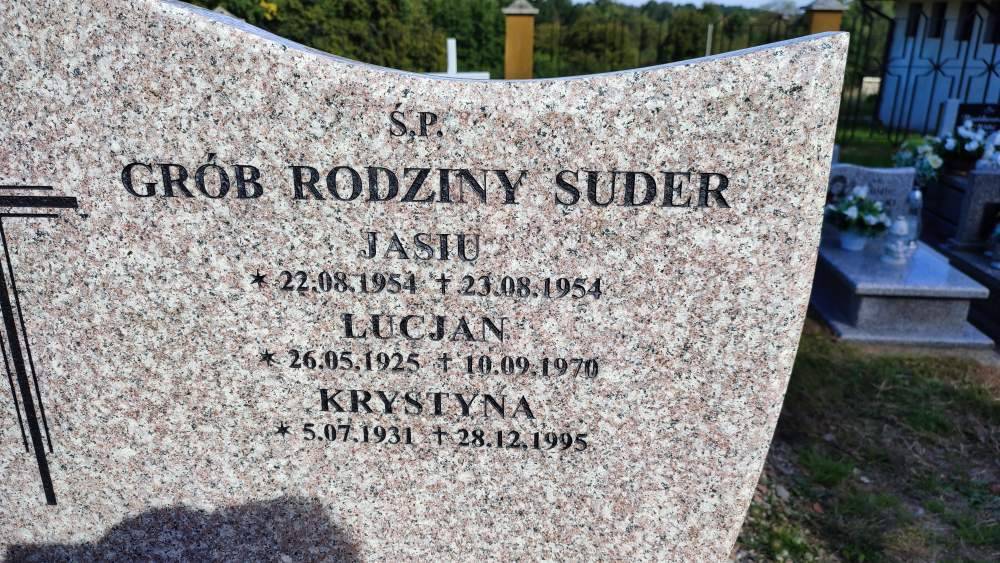 Ś.P.
GRÓB RODZINY SUDER
JASIU
✶ 22.08.1954 ✝ 23.08.1954
LUCJAN
✶ 26.05.1925 ✝ 10.09.1970
KRYSTYNA
✶ 5.07.1931 ✝ 28.12.1995